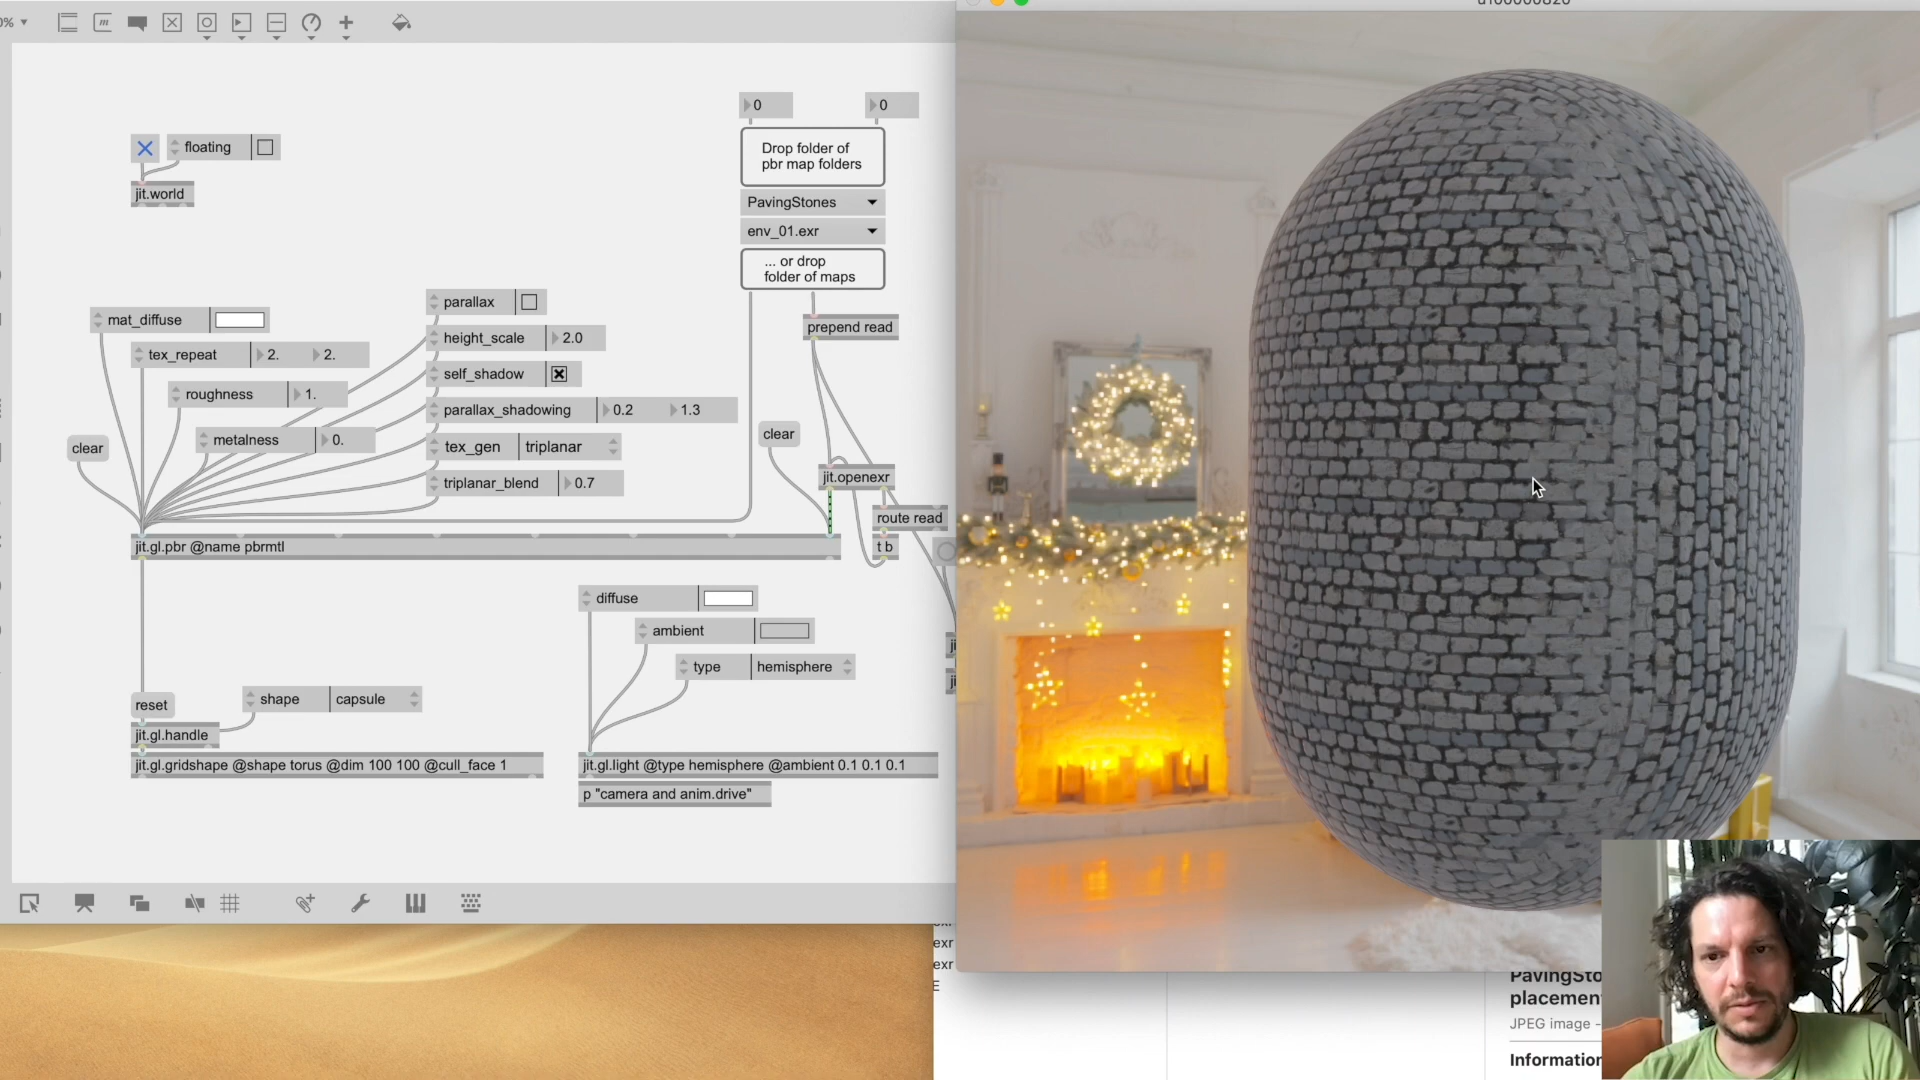 0%
floating
jit.world
0
0
Drop folder of
pbr map folders
PavingStones
env_01.exr
... or drop
folder of maps
prepend read
mat_diffuse
tex_repeat
2.
2.
roughness
1.
metalness
0.
clear
parallax
height_scale
2.0
self_shadow
parallax_shadowing
0.2
1.3
tex_gen
triplanar
triplanar_blend
0.7
clear
jit.openexr
route read
t b
jit.gl.pbr @name pbrmtl
diffuse
ambient
type
hemisphere
reset
shape
capsule
jit.gl.handle
jit.gl.gridshape @shape torus @dim 100 100 @cull_face 1
jit.gl.light @type hemisphere @ambient 0.1 0.1 0.1
p "camera and anim.drive"
exr
exr
E
PavingSto
placemen
JPEG image -
Information